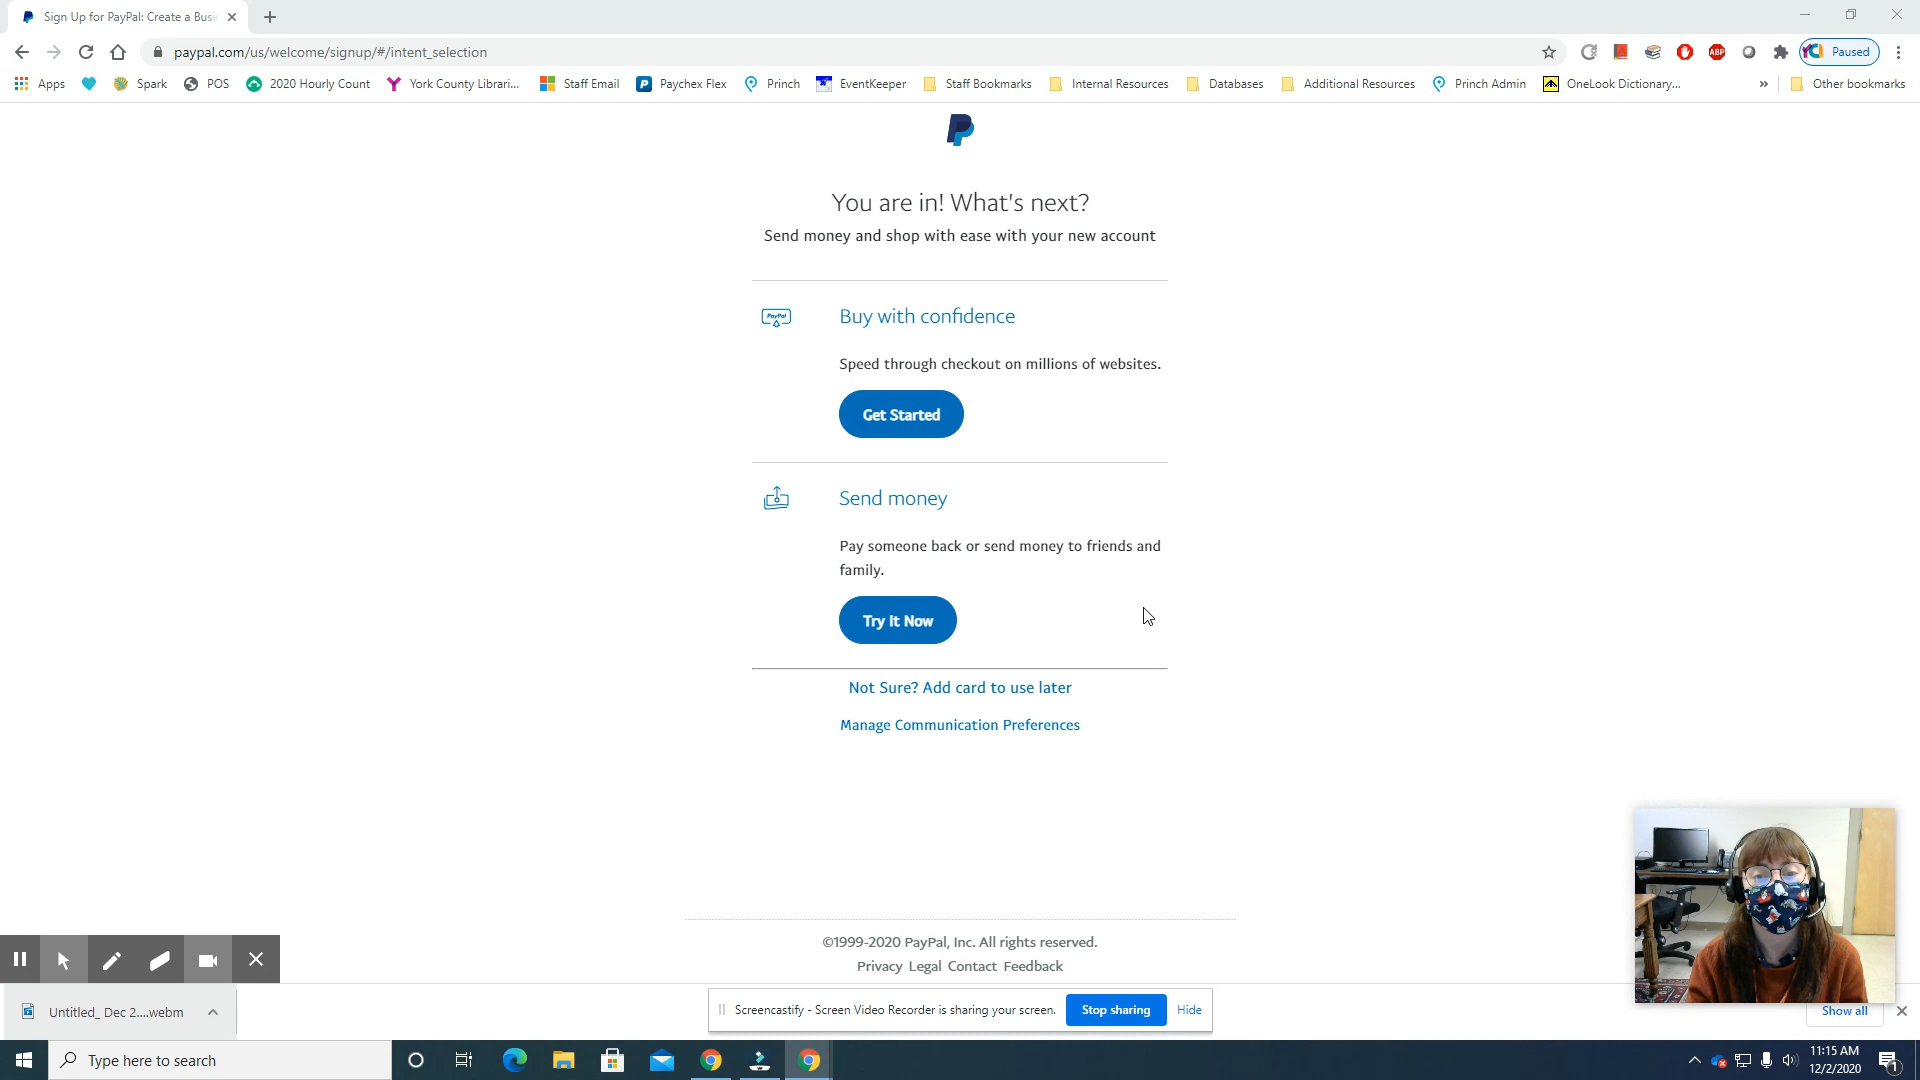 Sign Up for PayPal: Create a Busi
paypal.com/us/welcome/signup/#/intent_selection
Paused
Apps Spark POS 2020 Hourly Count York County Librari... Staff Email Paychex Flex Princh EventKeeper Staff Bookmarks Internal Resources Databases Additional Resources Princh Admin OneLook Dictionary... » Other bookmarks
You are in! What's next?
Send money and shop with ease with your new account
PayPal
Buy with confidence
Speed through checkout on millions of websites.
Get Started
Send money
Pay someone back or send money to friends and
family.
Try It Now
Not Sure? Add card to use later
Manage Communication Preferences
©1999-2020 PayPal, Inc. All rights reserved.
Privacy Legal Contact Feedback
Untitled_ Dec 2....webm
Screencastify - Screen Video Recorder is sharing your screen.
Stop sharing
Hide
Show all
Type here to search
11:15 AM
12/2/2020
1